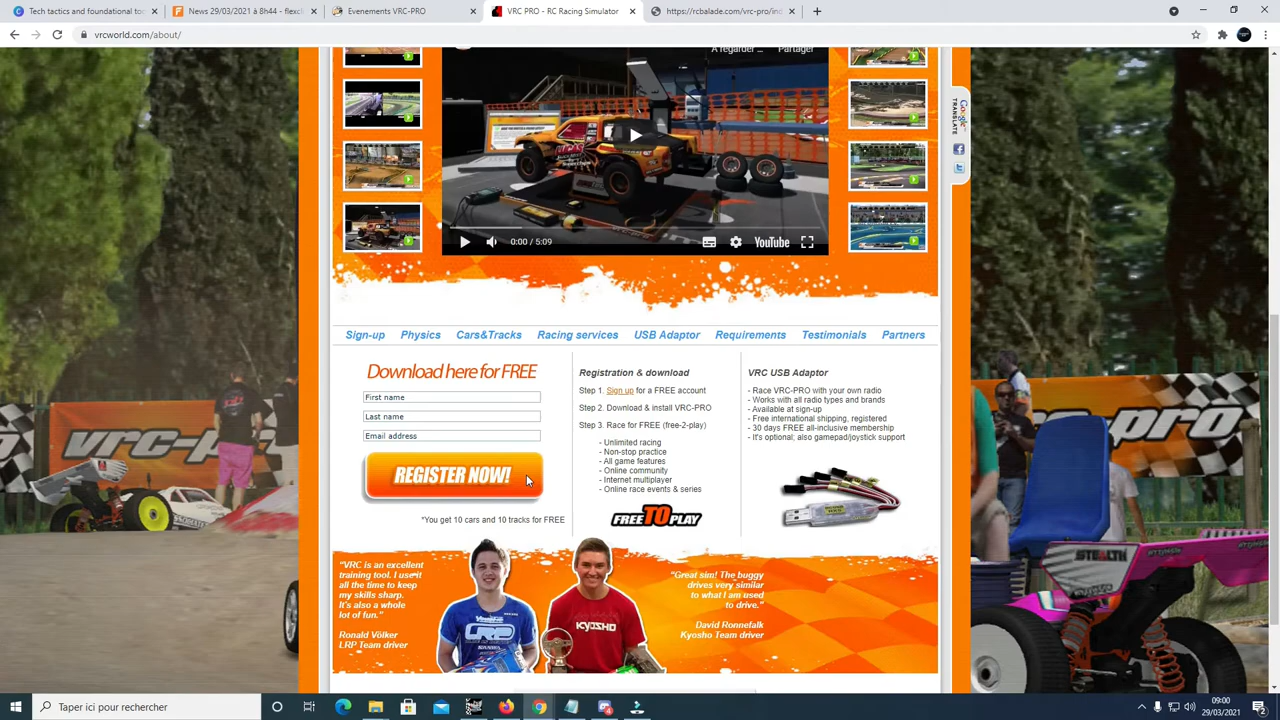 Tech tactics and foundational too
News 29/03/2021 à 8h44 - flexcli
Evenements VRC-PRO
VRC PRO - RC Racing Simulator
https://rcbalade.com/vrc-pro/ind
vrcworld.com/about/
A regarder ...
Partager
Google TRANSLATE
0:00 / 5:09
YouTube
Sign-up
Physics
Cars&Tracks
Racing services
USB Adaptor
Requirements
Testimonials
Partners
Download here for FREE
First name
Last name
Email address
REGISTER NOW!
*You get 10 cars and 10 tracks for FREE
Registration & download
Step 1. Sign up for a FREE account
Step 2. Download & install VRC-PRO
Step 3. Race for FREE (free-2-play)
- Unlimited racing
- Non-stop practice
- All game features
- Online community
- Internet multiplayer
- Online race events & series
FREE TO PLAY
VRC USB Adaptor
- Race VRC-PRO with your own radio
- Works with all radio types and brands
- Available at sign-up
- Free international shipping, registered
- 30 days FREE all-inclusive membership
- It's optional; also gamepad/joystick support
"VRC is an excellent
training tool. I use it
all the time to keep
my skills sharp.
It's also a whole
lot of fun."
Ronald Völker
LRP Team driver
LRP
SANWA
KYOSHO
"Great sim! The buggy
drives very similar
to what I am used
to drive."
David Ronnefalk
Kyosho Team driver
vrc-pro
vrc-pro
STEALTH
LUCAS
Taper ici pour rechercher
09:00
29/03/2021
2